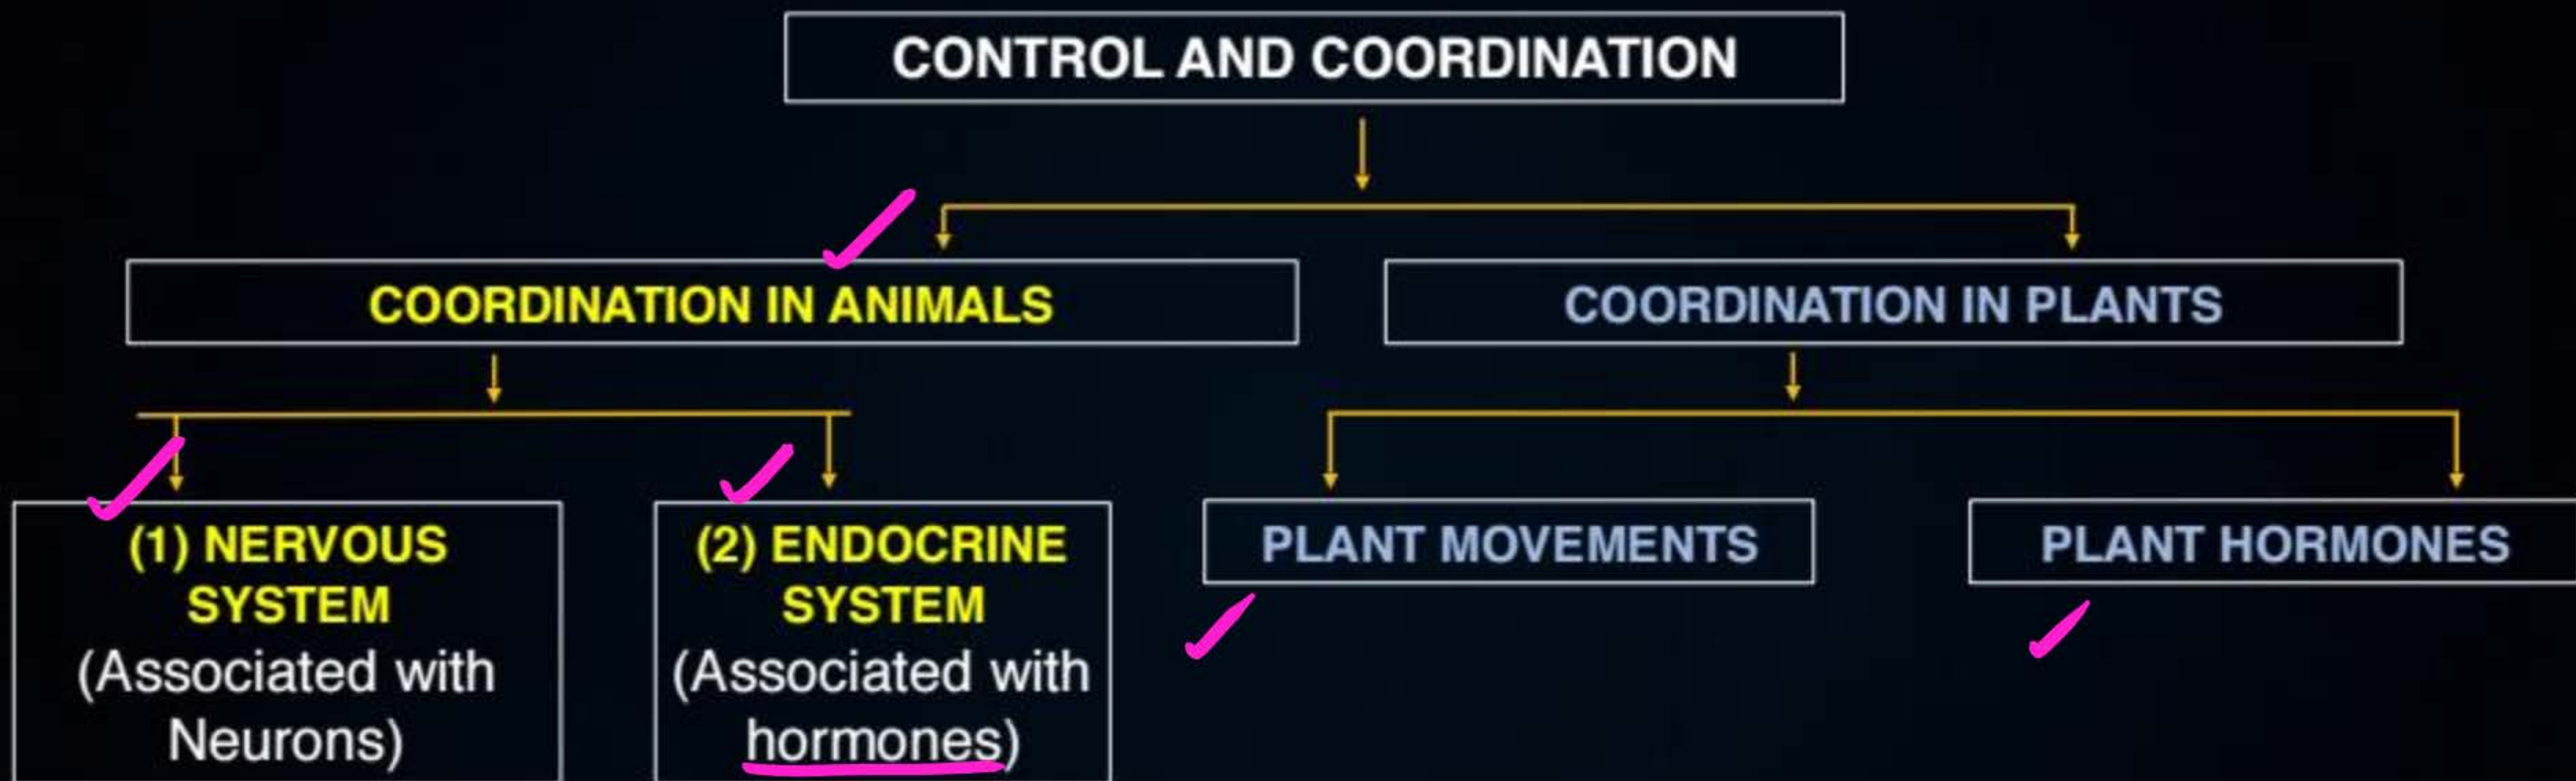 CONTROL AND COORDINATION
COORDINATION IN ANIMALS
COORDINATION IN PLANTS
(1) NERVOUS
SYSTEM
(Associated with
Neurons)
(2) ENDOCRINE
SYSTEM
(Associated with
hormones)
PLANT MOVEMENTS
PLANT HORMONES